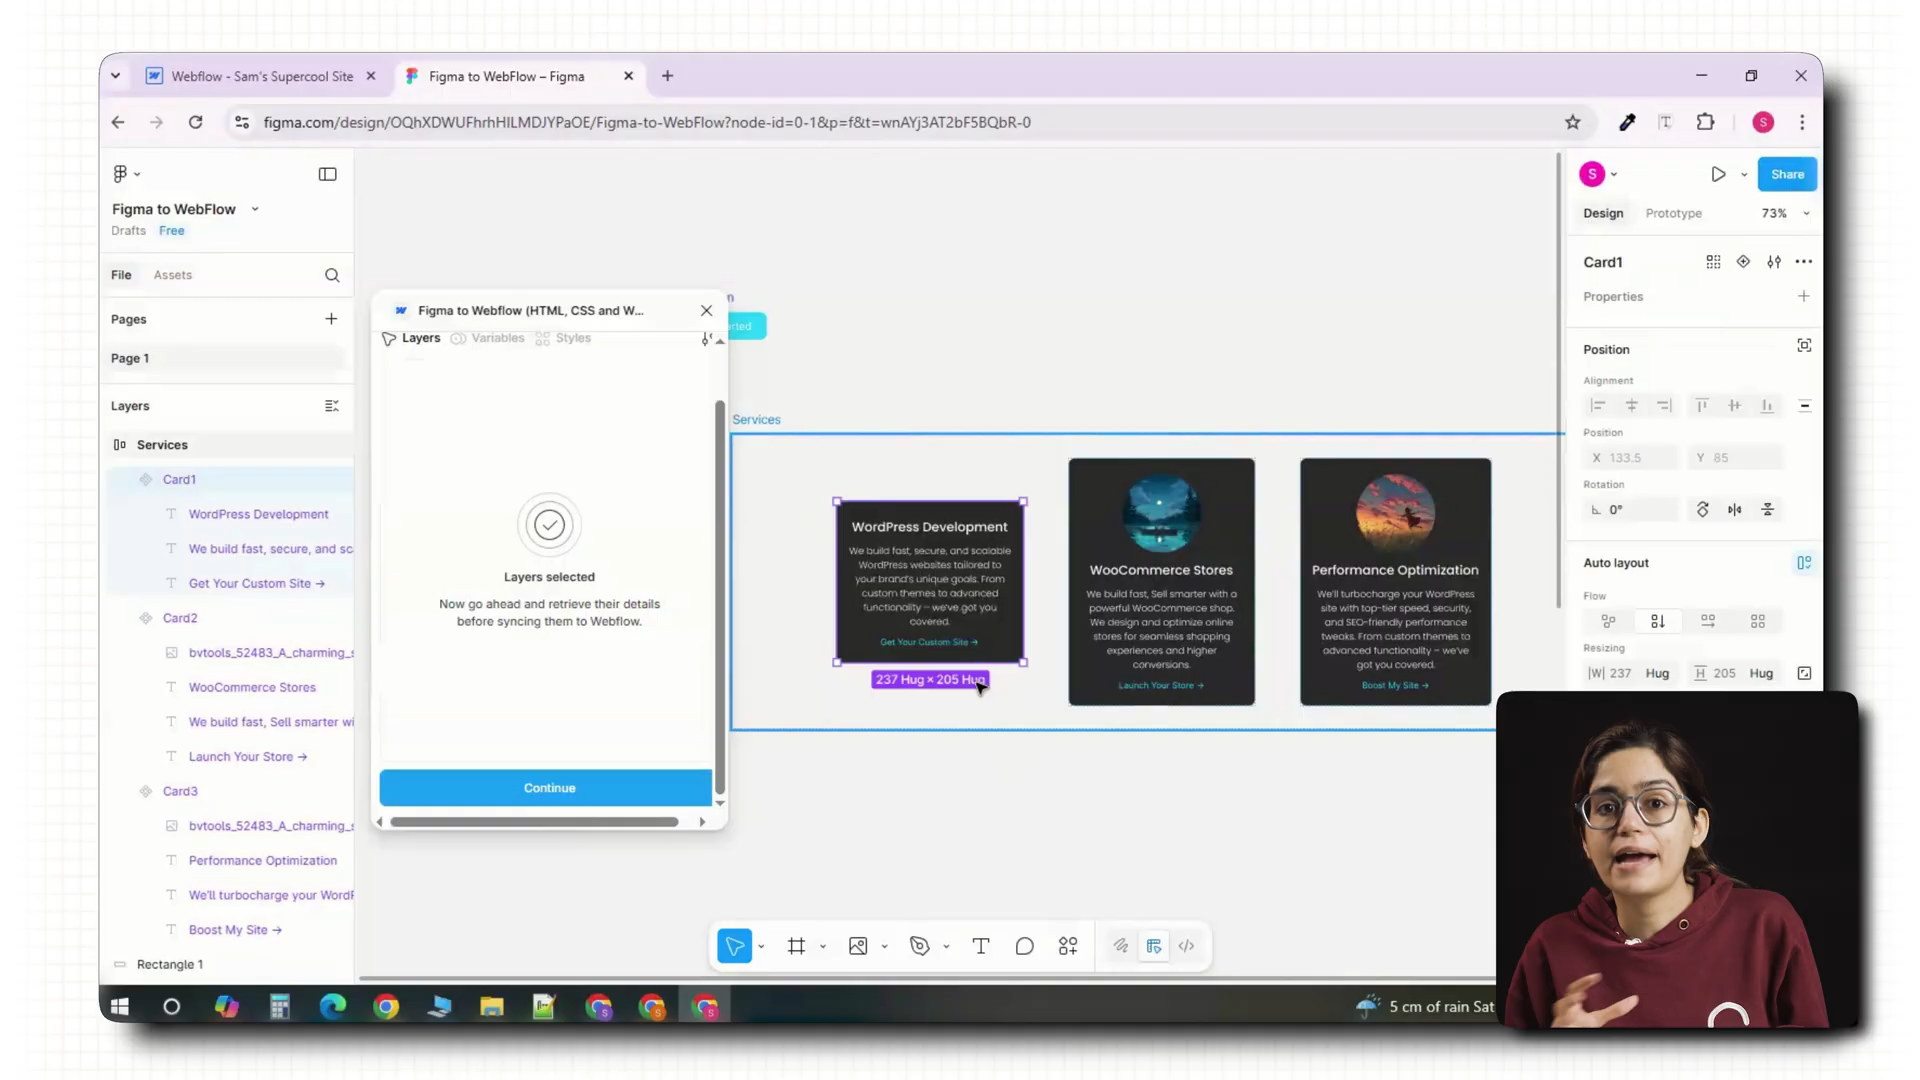 Webflow - Sam's Supercool Site
Figma to WebFlow – Figma
figma.com/design/OQhXDWUFhrhHILMDJYPaOE/Figma-to-WebFlow?node-id=0-1&p=f&t=wnAYj3AT2bF5BQbR-0
S
Figma to WebFlow
Drafts Free
File Assets
Pages
Page 1
Layers
Services
Card1
WordPress Development
We build fast, secure, and sc
Get Your Custom Site →
Card2
bvtools_52483_A_charming_s
WooCommerce Stores
We build fast, Sell smarter wi
Launch Your Store →
Card3
bvtools_52483_A_charming_s
Performance Optimization
We'll turbocharge your WordP
Boost My Site →
Rectangle 1
Figma to Webflow (HTML, CSS and W...
Layers Variables Styles
Layers selected
Now go ahead and retrieve their details
before syncing them to Webflow.
Continue
n
rted
Services
WordPress Development
We build fast, secure, and scalable
WordPress websites tailored to
your brand's unique goals. From
custom themes to advanced
functionality – we've got you
covered.
Get Your Custom Site →
237 Hug × 205 Hug
WooCommerce Stores
We build fast, Sell smarter with a
powerful WooCommerce shop.
We design and optimize online
stores for seamless shopping
experiences and higher
conversions.
Launch Your Store →
Performance Optimization
We'll turbocharge your WordPress
site with top-tier speed, security,
and SEO-friendly performance
tweaks. From custom themes to
advanced functionality – we've
got you covered.
Boost My Site →
S
Share
Design Prototype 73%
Card1
Properties
Position
Alignment
Position
X 133.5 Y 85
Rotation
0°
Auto layout
Flow
Resizing
W 237 Hug H 205 Hug
5 cm of rain Sat